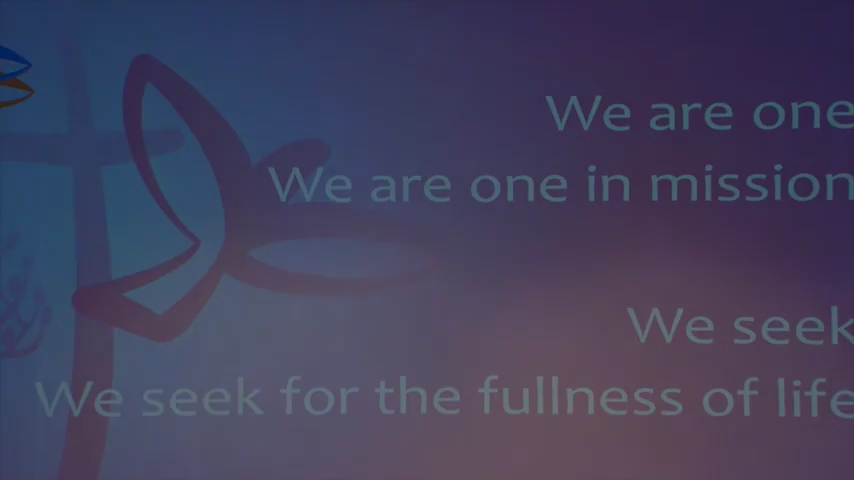 We are one
We are one in mission
We seek
We seek for the fullness of life